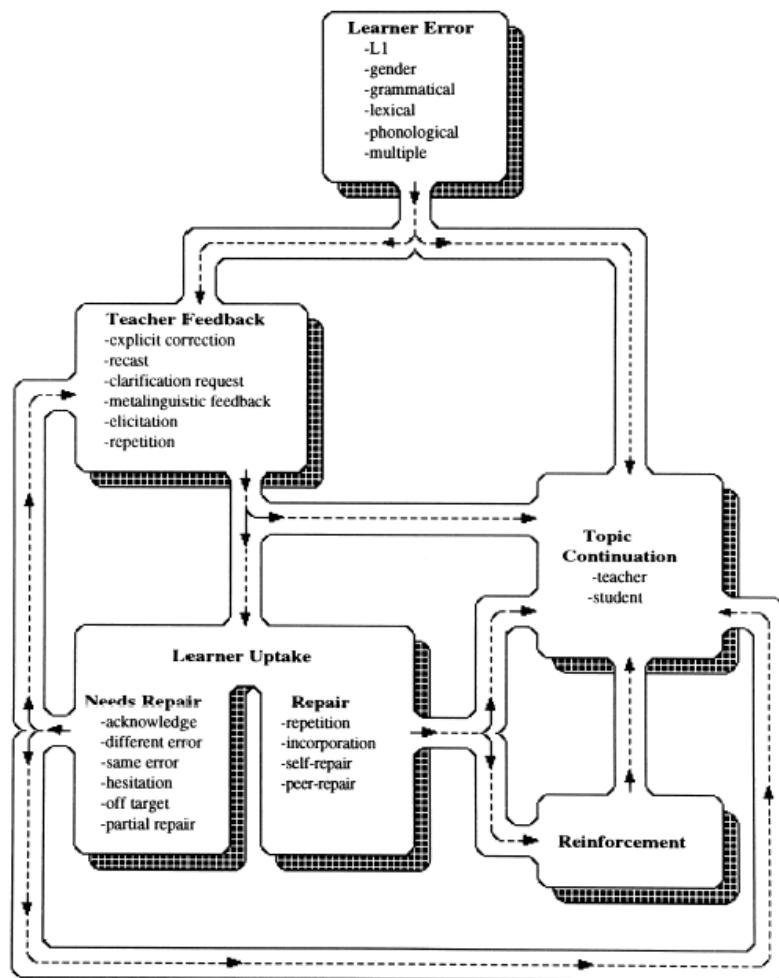 Learner Error
-L1
-gender
-grammatical
-lexical
-phonological
-multiple
Teacher Feedback
-explicit correction
-recast
-clarification request
-metalinguistic feedback
-elicitation
-repetition
Topic
Continuation
-teacher
-student
Learner Uptake
Needs Repair
-acknowledge
-different error
-same error
-hesitation
-off target
-partial repair
Repair
-repetition
-incorporation
-self-repair
-peer-repair
Reinforcement